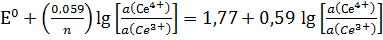 E⁰ + (0,059/n) lg [a(Ce⁴⁺)/a(Ce³⁺)] = 1,77 + 0,59 lg [a(Ce⁴⁺)/a(Ce³⁺)]